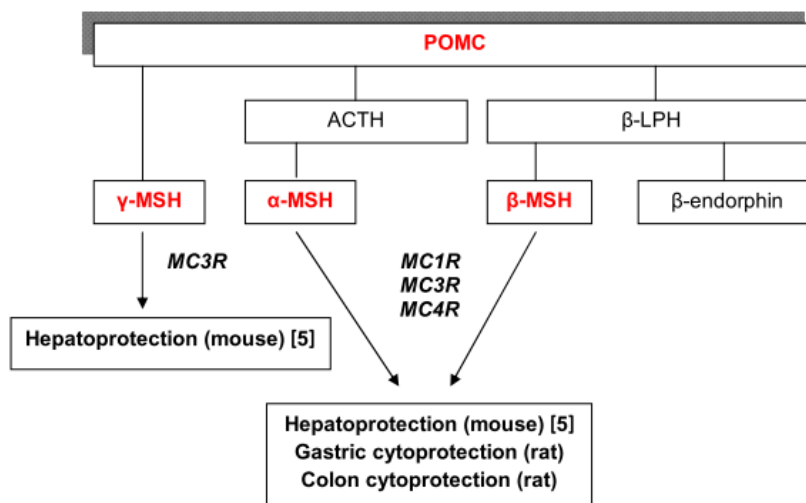 POMC
ACTH
β-LPH
γ-MSH
α-MSH
β-MSH
β-endorphin
MC3R
MC1R
MC3R
MC4R
Hepatoprotection (mouse) [5]
Hepatoprotection (mouse) [5]
Gastric cytoprotection (rat)
Colon cytoprotection (rat)